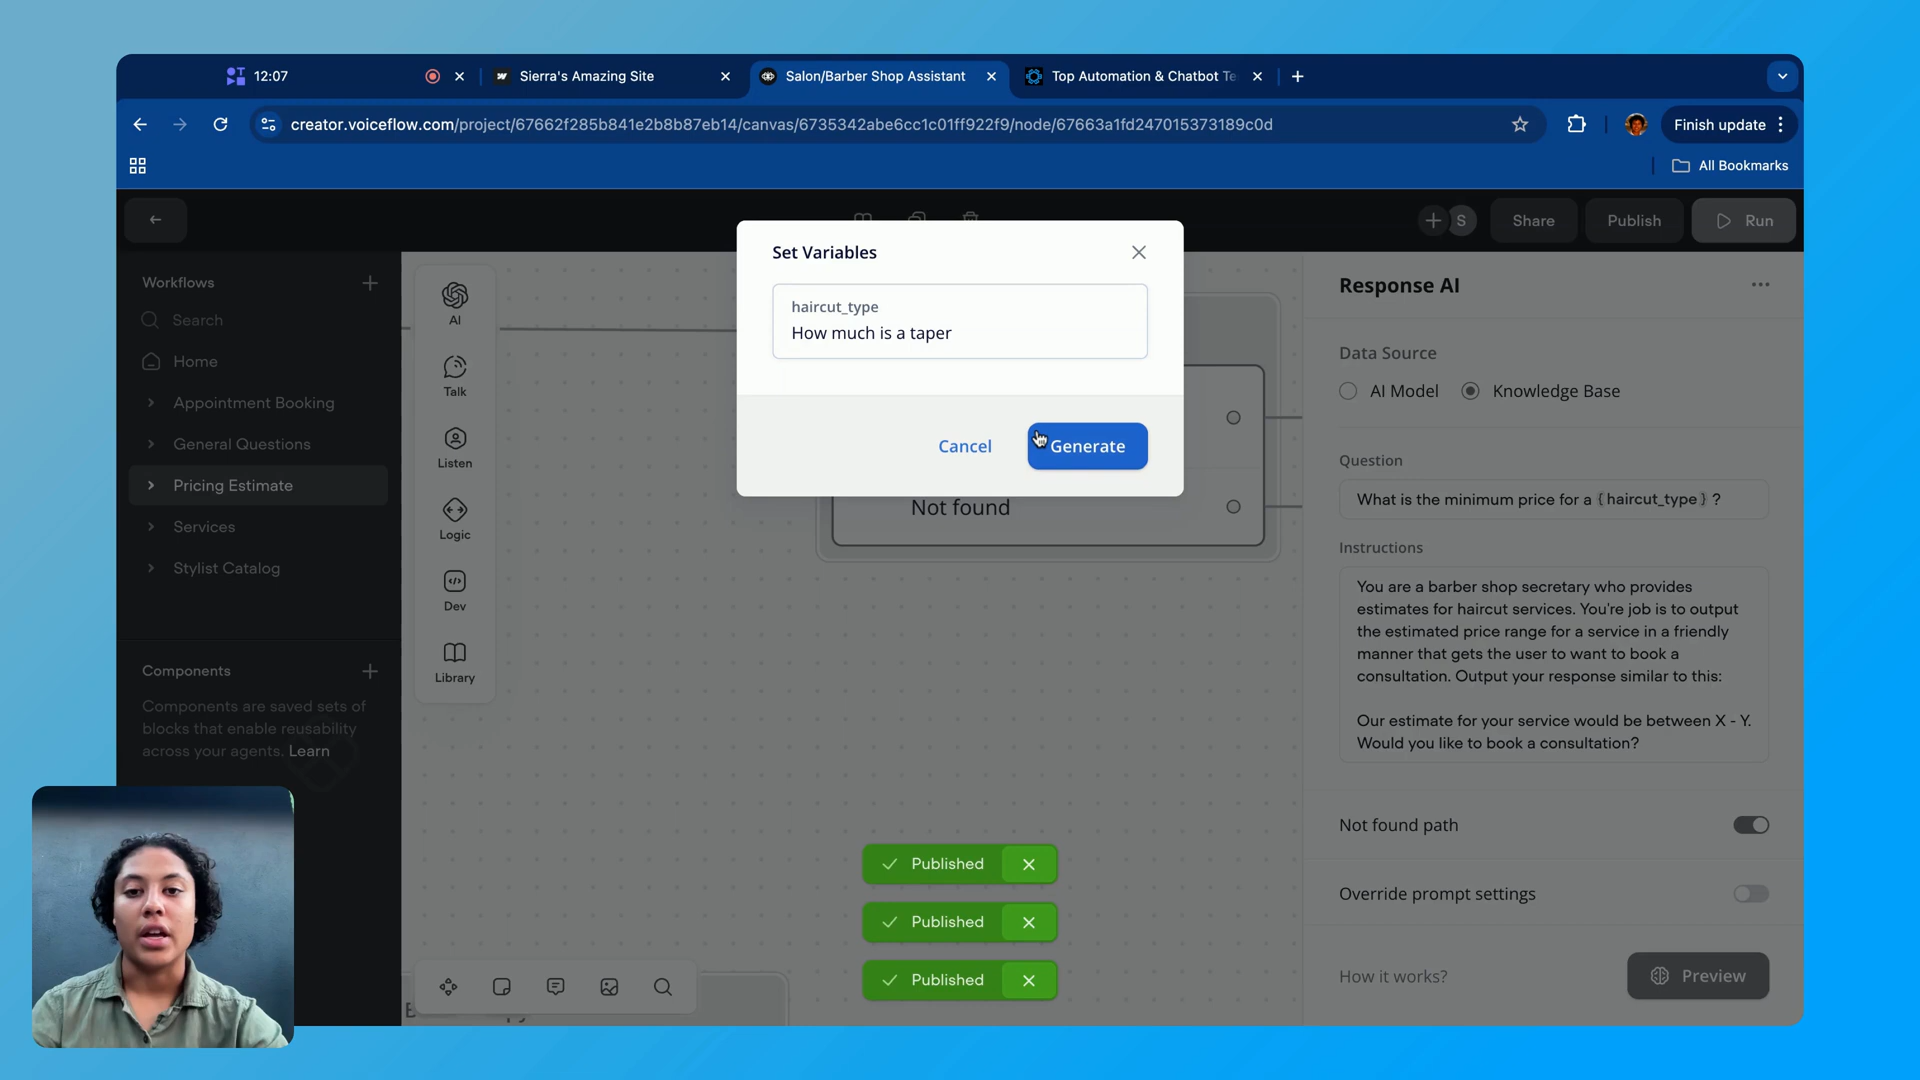 12:07
Sierra's Amazing Site
Salon/Barber Shop Assistant
Top Automation & Chatbot Te
creator.voiceflow.com/project/67662f285b841e2b8b87eb14/canvas/6735342abe6cc1c01ff922f9/node/67663a1fd247015373189c0d
Finish update
All Bookmarks
S
Share
Publish
Run
Workflows
Search
Home
Appointment Booking
General Questions
Pricing Estimate
Services
Stylist Catalog
Components
Components are saved sets of
blocks that enable reusability
across your agents. Learn
AI
Talk
Listen
Logic
Dev
Library
Set Variables
haircut_type
How much is a taper
Cancel
Generate
Not found
Published
Published
Published
Response AI
Data Source
AI Model
Knowledge Base
Question
What is the minimum price for a {haircut_type} ?
Instructions
You are a barber shop secretary who provides
estimates for haircut services. You're job is to output
the estimated price range for a service in a friendly
manner that gets the user to want to book a
consultation. Output your response similar to this:
Our estimate for your service would be between X - Y.
Would you like to book a consultation?
Not found path
Override prompt settings
How it works?
Preview